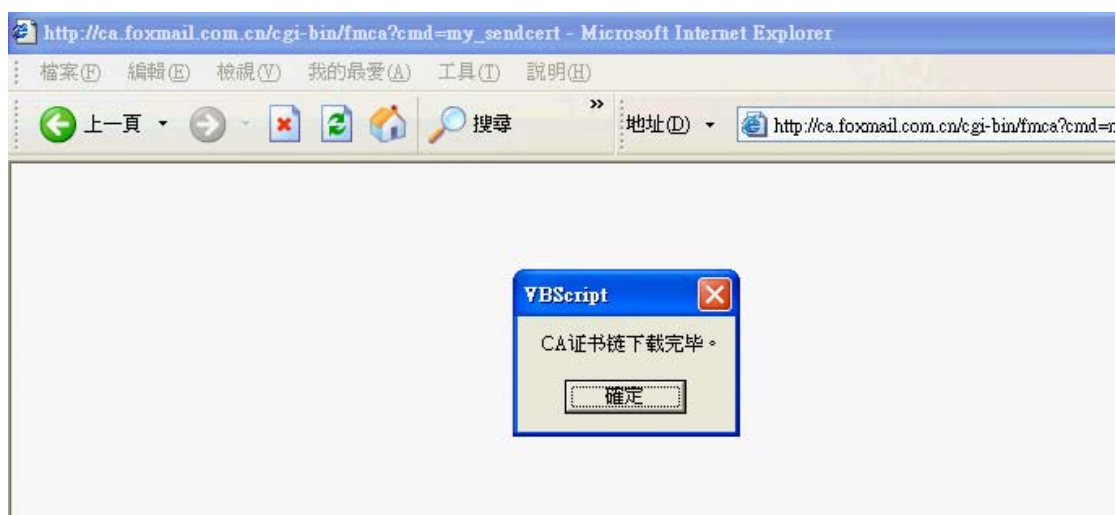 http://ca.foxmail.com.cn/cgi-bin/fmca?cmd=my_sendcert - Microsoft Internet Explorer
檔案(F) 編輯(E) 檢視(V) 我的最愛(A) 工具(T) 說明(H)
上一頁 搜尋 » 地址(D) http://ca.foxmail.com.cn/cgi-bin/fmca?cmd=
VBScript
CA证书链下载完毕。
確定